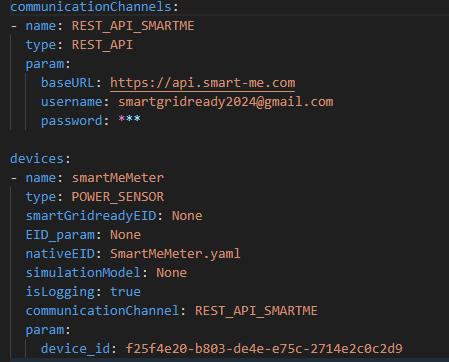 communicationChannels:
- name: REST_API_SMARTME
type: REST_API
param:
baseURL: https://api.smart-me.com
username: smartgridready2024@gmail.com
password: ***
devices:
- name: smartMeMeter
type: POWER_SENSOR
smartGridreadyEID: None
EID_param: None
nativeEID: SmartMeMeter.yaml
simulationModel: None
isLogging: true
communicationChannel: REST_API_SMARTME
param:
device_id: f25f4e20-b803-de4e-e75c-2714e2c0c2d9